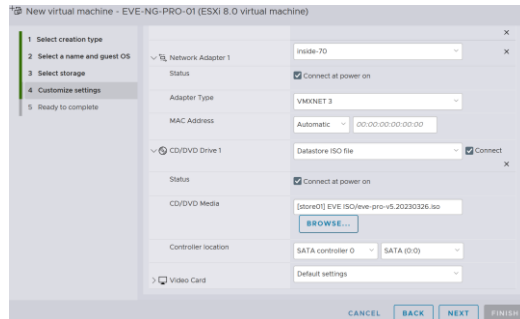 New virtual machine - EVE-NG-PRO-01 (ESXi 8.0 virtual machine)
1 Select creation type
2 Select a name and guest OS
3 Select storage
4 Customize settings
5 Ready to complete
Network Adapter 1 inside-70
Status Connect at power on
Adapter Type VMXNET 3
MAC Address Automatic 00:00:00:00:00:00
CD/DVD Drive 1 Datastore ISO file Connect
Status Connect at power on
CD/DVD Media [store01] EVE ISO/eve-pro-v5.20230326.iso
BROWSE...
Controller location SATA controller 0 SATA (0:0)
Video Card Default settings
CANCEL BACK NEXT FINISH